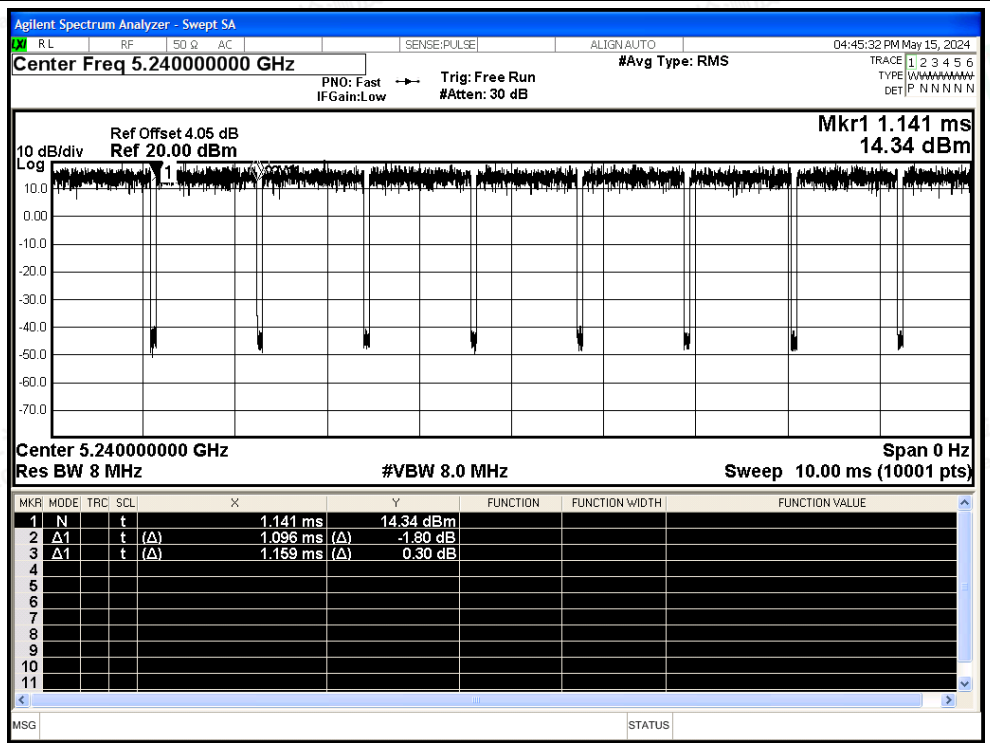 Agilent Spectrum Analyzer - Swept SA
LXI RL RF 50 Ω AC SENSE:PULSE ALIGN AUTO 04:45:32 PM May 15, 2024
Center Freq 5.240000000 GHz
#Avg Type: RMS
TRACE 1 2 3 4 5 6
TYPE WWWWWW
DET P N N N N N
PNO: Fast
IFGain:Low
Trig: Free Run
#Atten: 30 dB
Mkr1 1.141 ms
14.34 dBm
Ref Offset 4.05 dB
10 dB/div Ref 20.00 dBm
Log
1
10.0
0.00
-10.0
-20.0
-30.0
-40.0
-50.0
-60.0
-70.0
Center 5.240000000 GHz Span 0 Hz
Res BW 8 MHz #VBW 8.0 MHz Sweep 10.00 ms (10001 pts)
MKR MODE TRC SCL X Y FUNCTION FUNCTION WIDTH FUNCTION VALUE
1 N t 1.141 ms 14.34 dBm
2 Δ1 t (Δ) 1.096 ms (Δ) -1.80 dB
3 Δ1 t (Δ) 1.159 ms (Δ) 0.30 dB
4
5
6
7
8
9
10
11
MSG STATUS